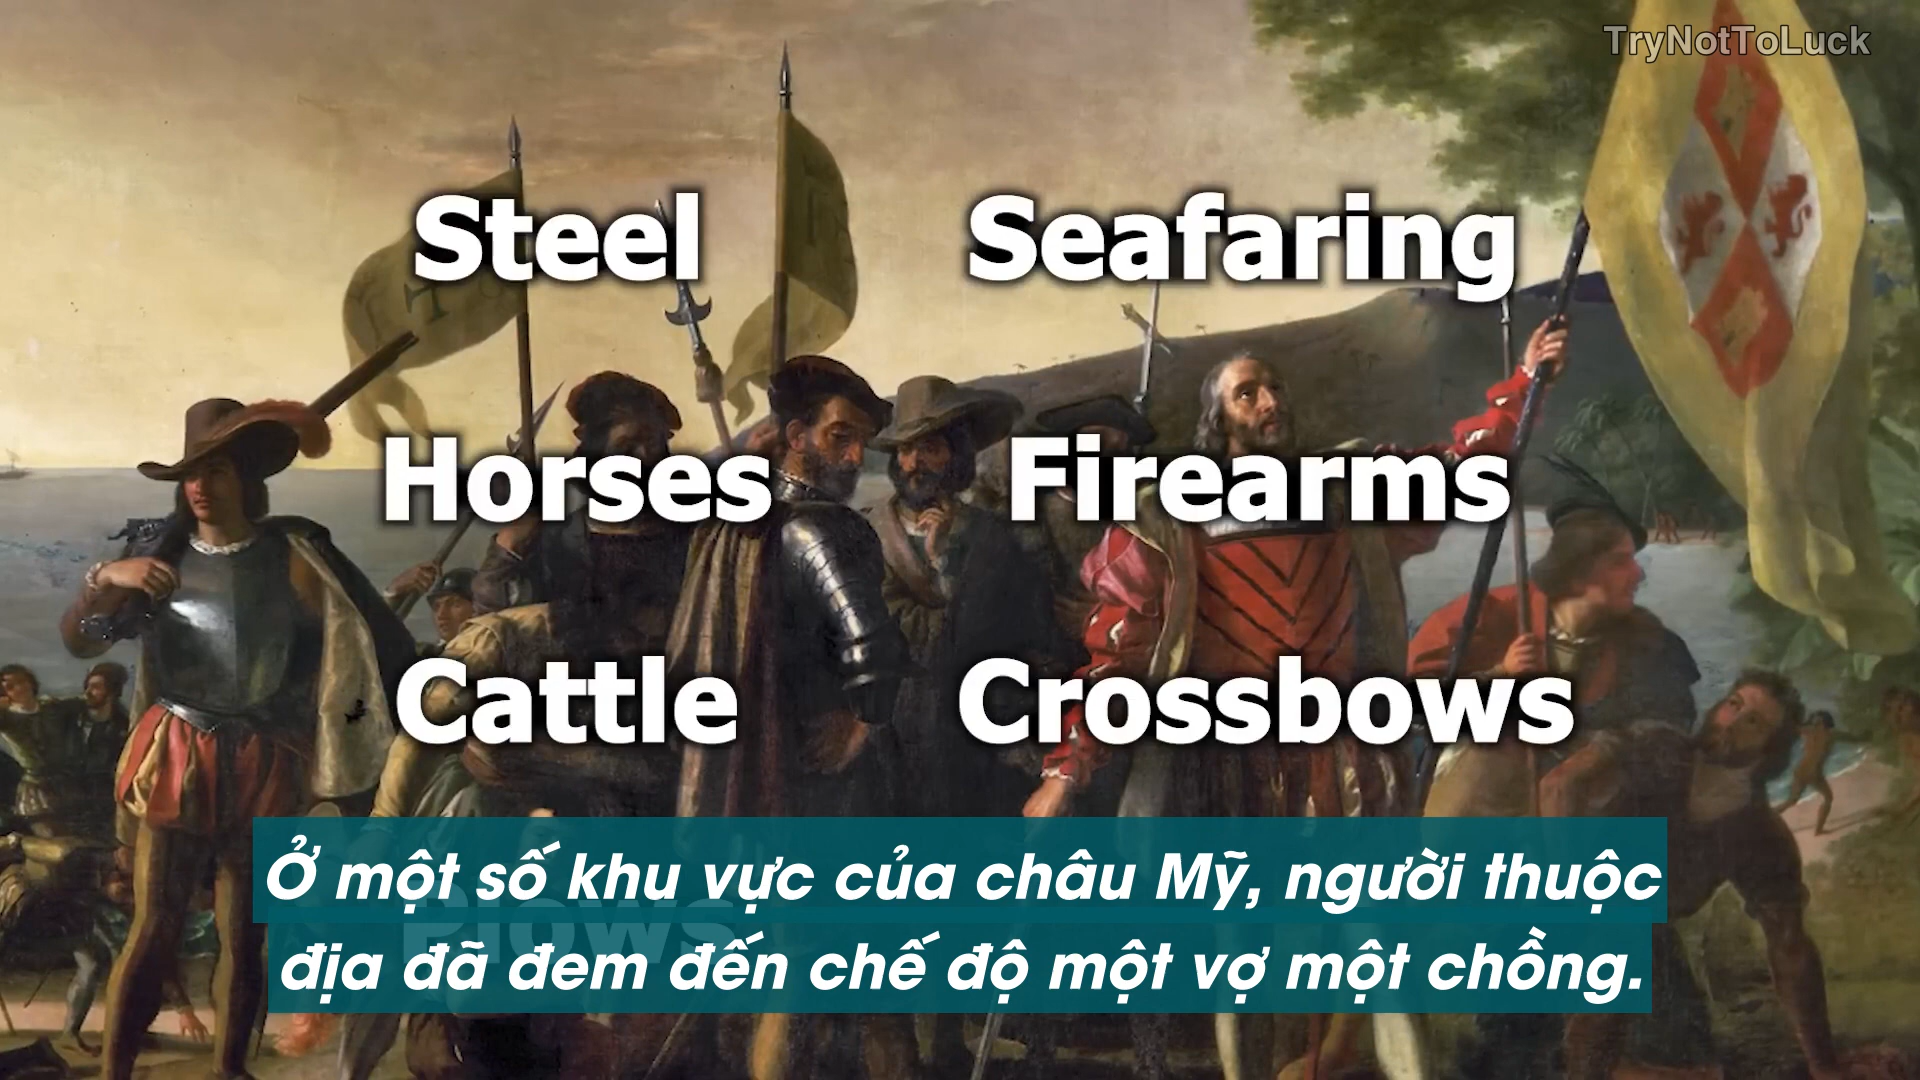 TryNotToLuck
Steel
Seafaring
Horses
Firearms
Cattle
Crossbows
Plows
Ở một số khu vực của châu Mỹ, người thuộc
địa đã đem đến chế độ một vợ một chồng.